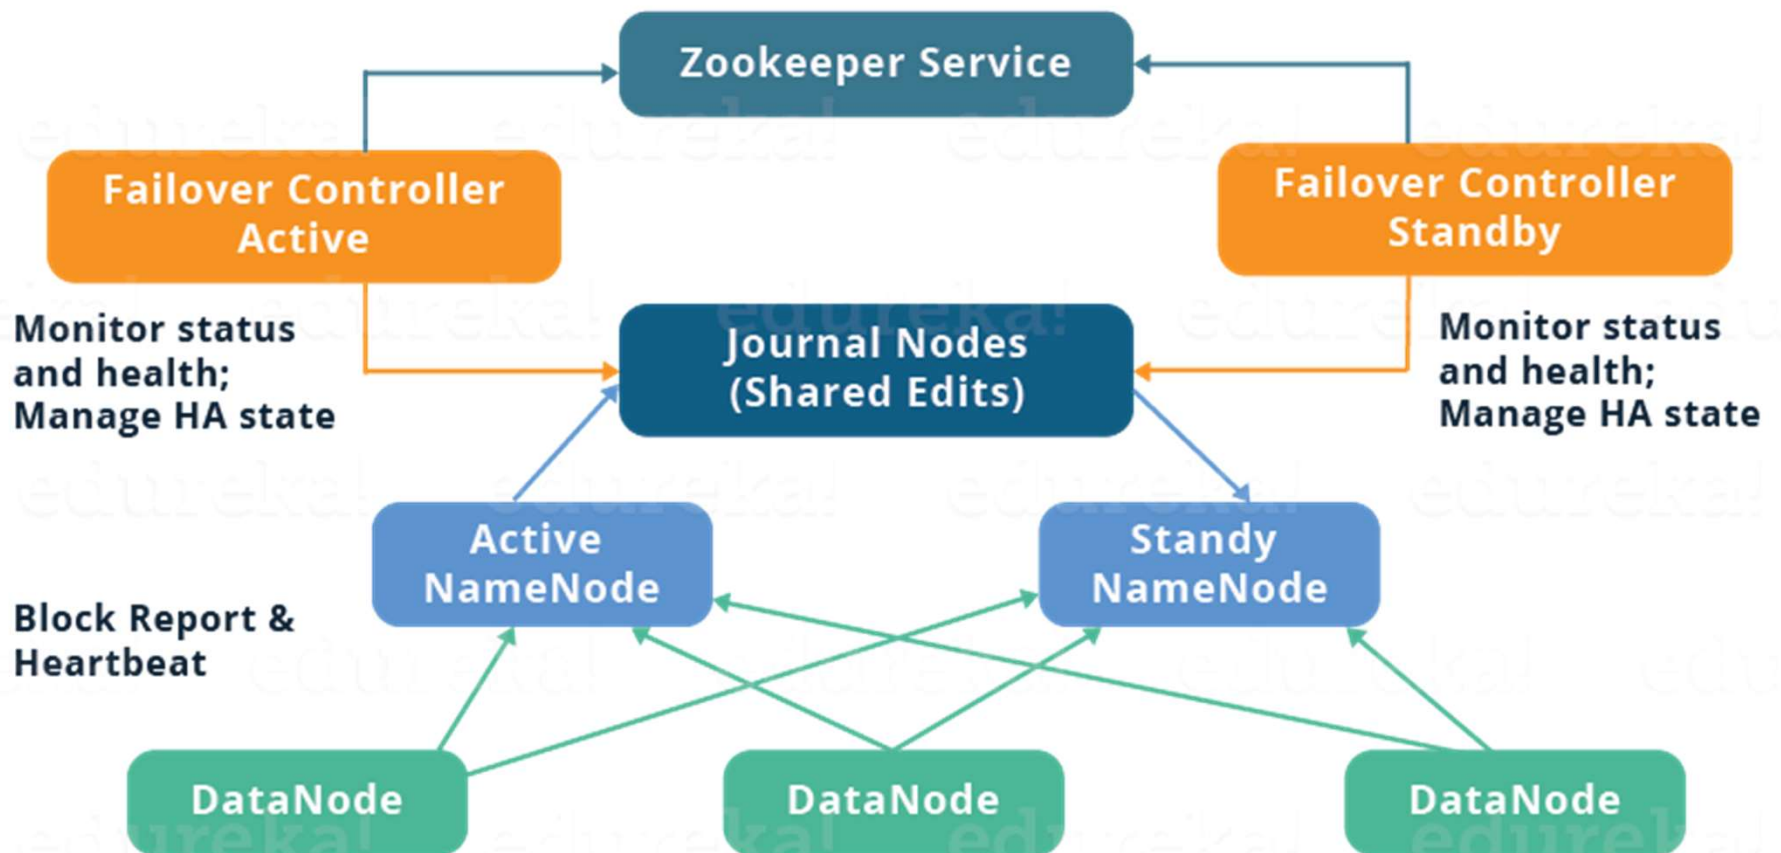 Zookeeper Service
Failover Controller
Active
Failover Controller
Standby
Monitor status
and health;
Manage HA state
Journal Nodes
(Shared Edits)
Monitor status
and health;
Manage HA state
Active
NameNode
Standy
NameNode
Block Report &
Heartbeat
DataNode
DataNode
DataNode
edureka!